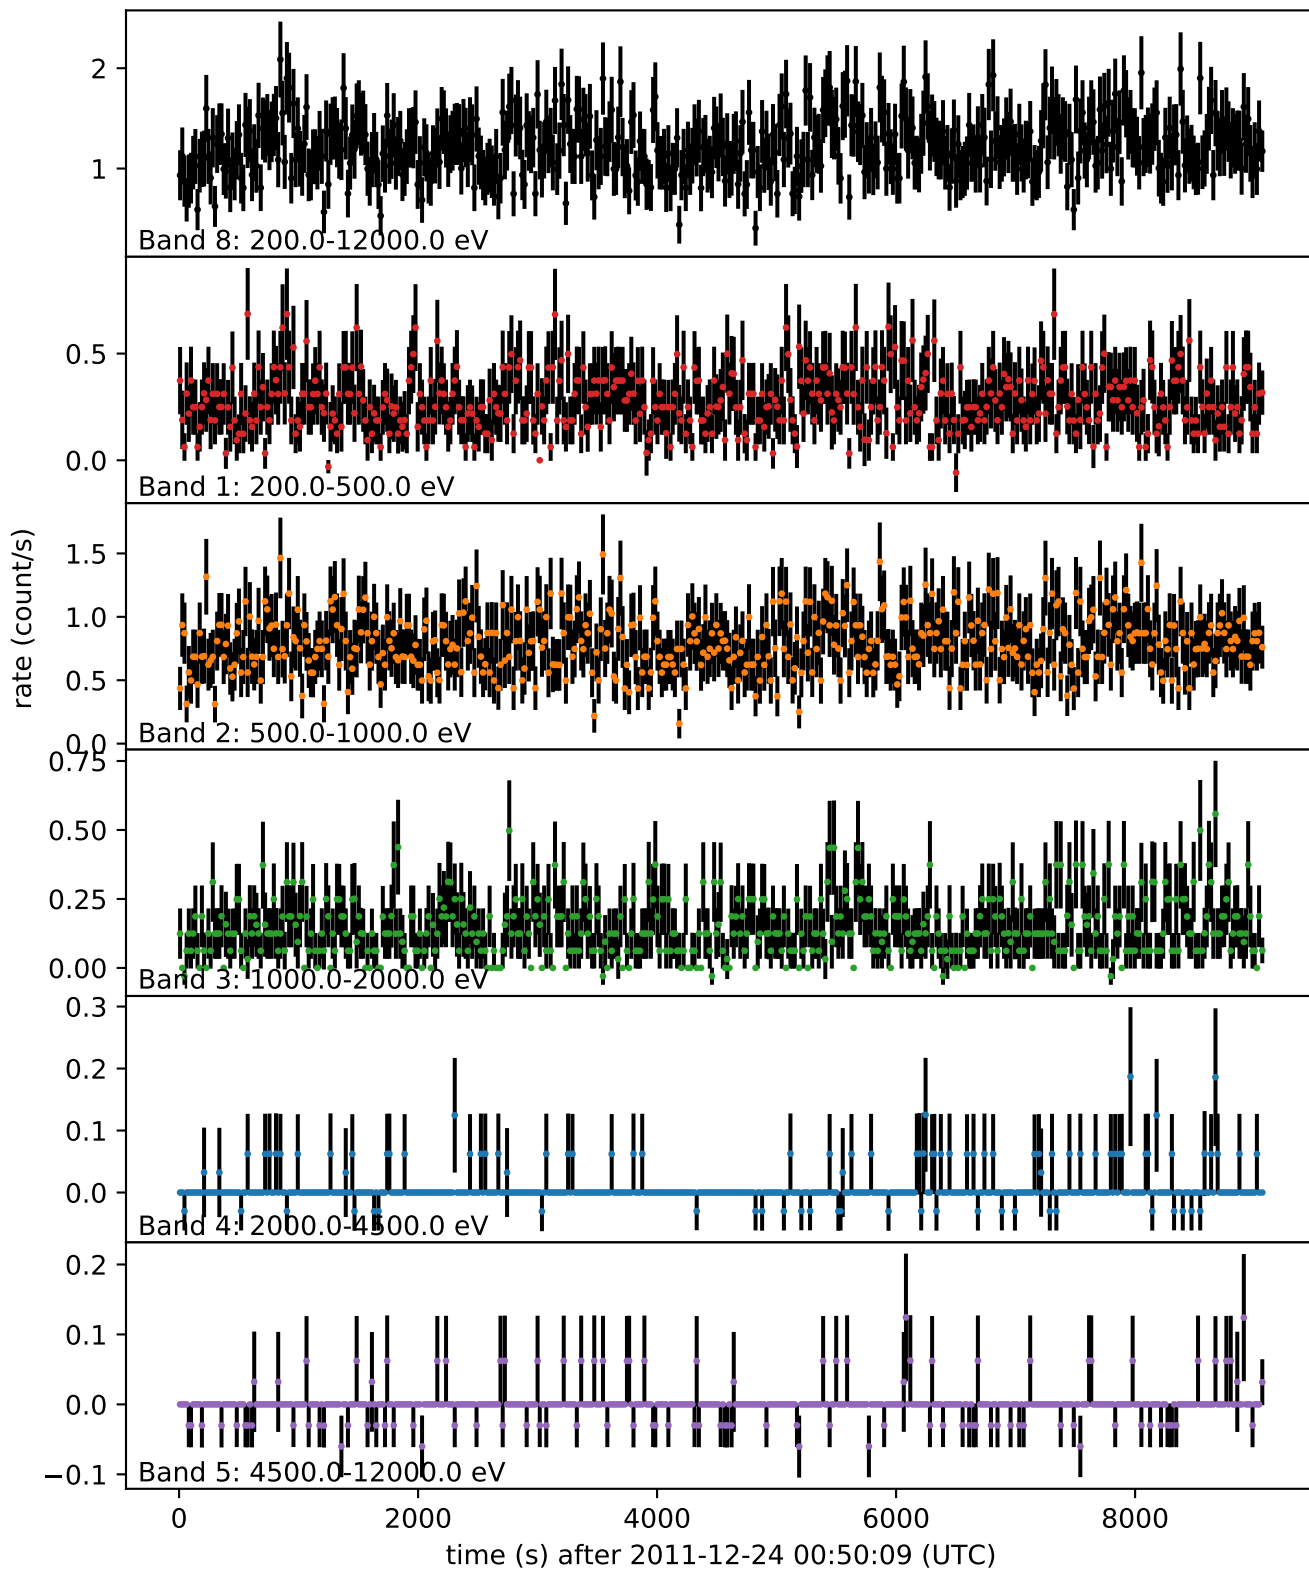 2
1
Band 8: 200.0-12000.0 eV
0.5
0.0
Band 1: 200.0-500.0 eV
rate (count/s)
1.5
1.0
0.5
0.0
Band 2: 500.0-1000.0 eV
0.75
0.50
0.25
0.00
Band 3: 1000.0-2000.0 eV
0.3
0.2
0.1
0.0
Band 4: 2000.0-4500.0 eV
0.2
0.1
0.0
−0.1
Band 5: 4500.0-12000.0 eV
0 2000 4000 6000 8000
time (s) after 2011-12-24 00:50:09 (UTC)